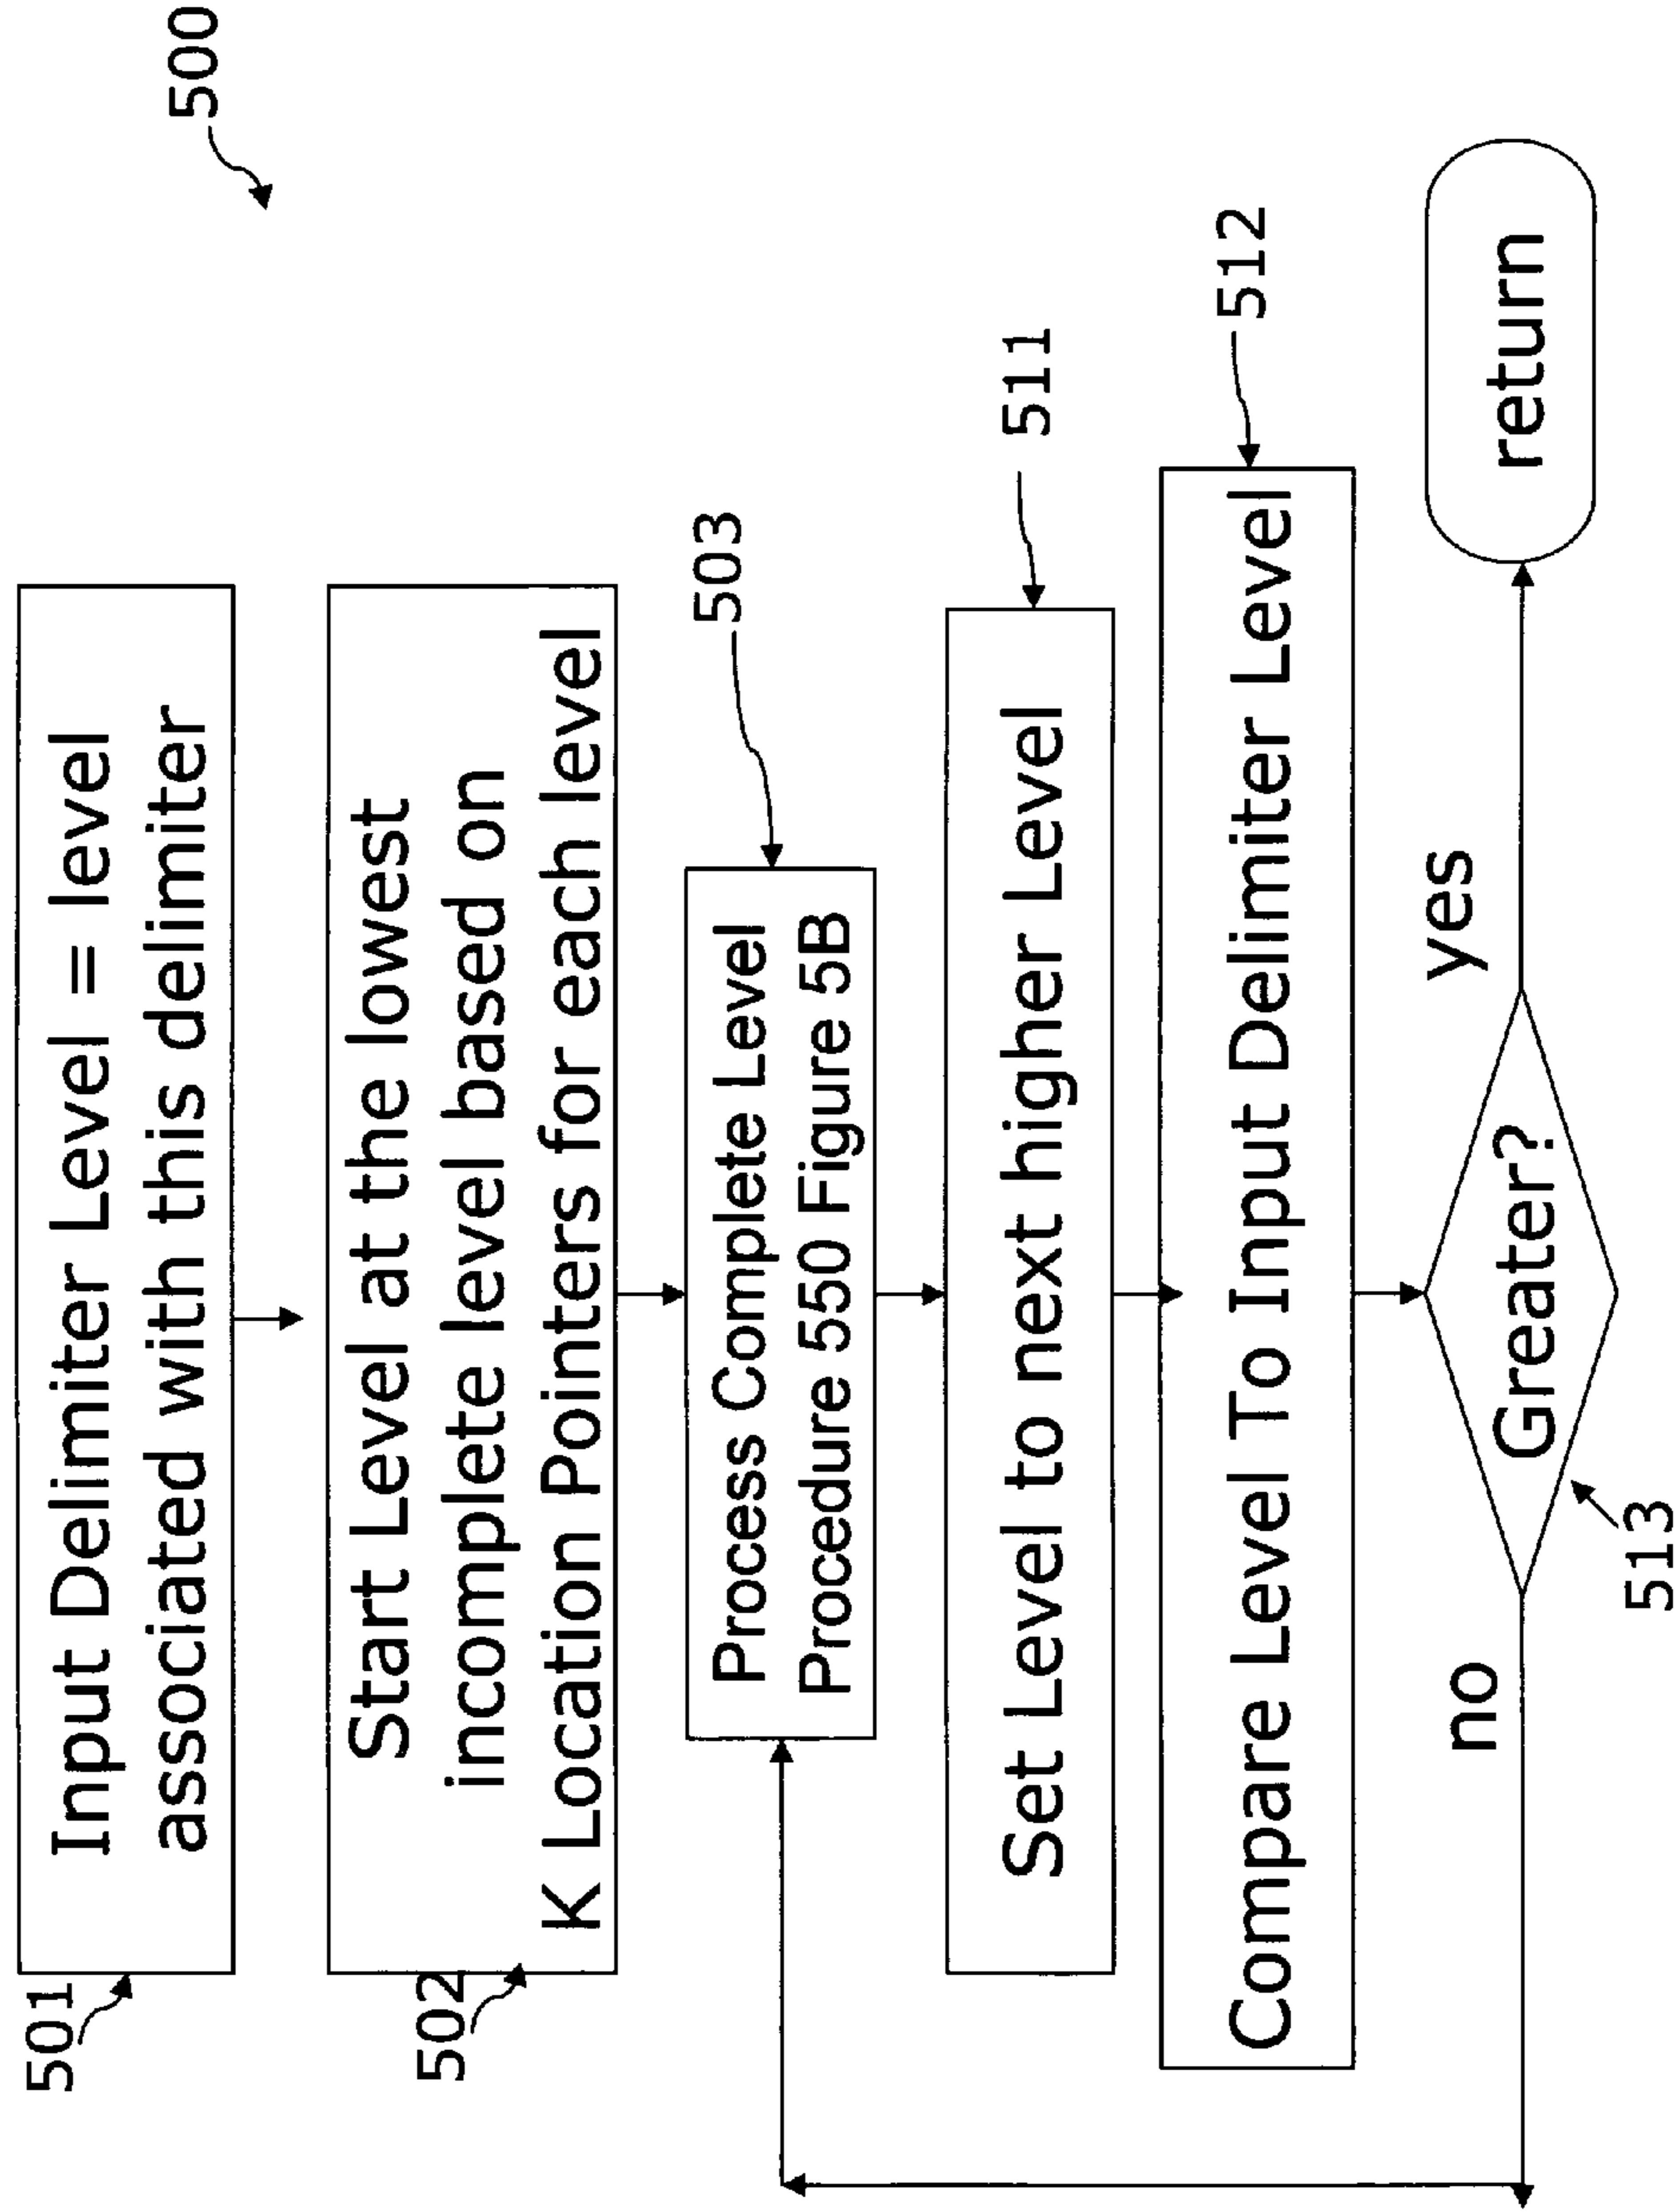 500
501
Input Delimiter Level = level
associated with this delimiter
502
Start Level at the lowest
incomplete level based on
K Location Pointers for each level
503
Process Complete Level
Procedure 550 Figure 5B
511
Set Level to next higher Level
512
Compare Level To Input Delimiter Level
513
Greater?
no
yes
return